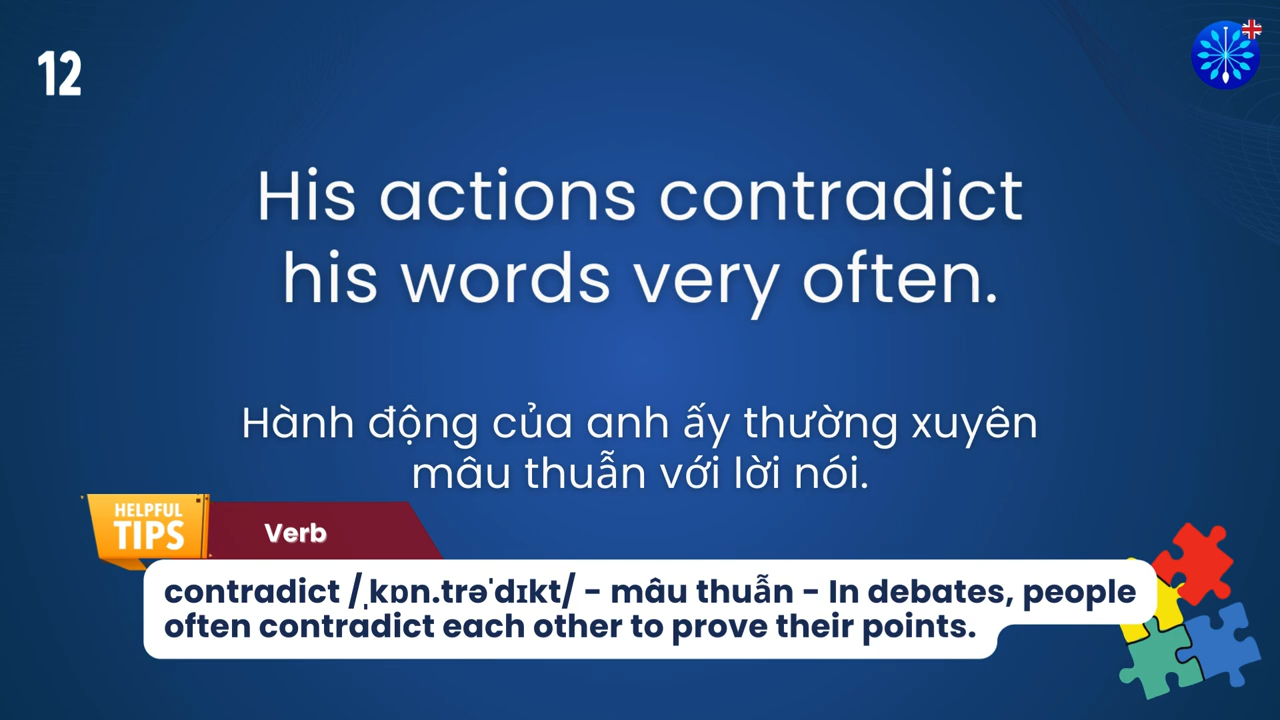 12
His actions contradict
his words very often.
Hành động của anh ấy thường xuyên
mâu thuẫn với lời nói.
HELPFUL
TIPS
Verb
contradict /ˌkɒn.trəˈdɪkt/ - mâu thuẫn - In debates, people
often contradict each other to prove their points.